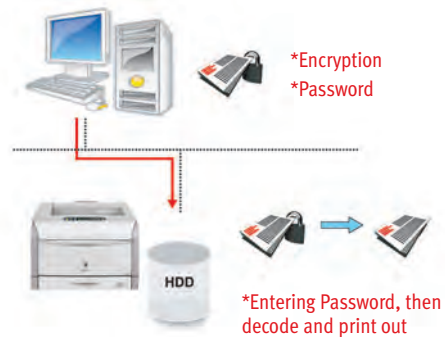 *Encryption
*Password
HDD
*Entering Password, then
decode and print out